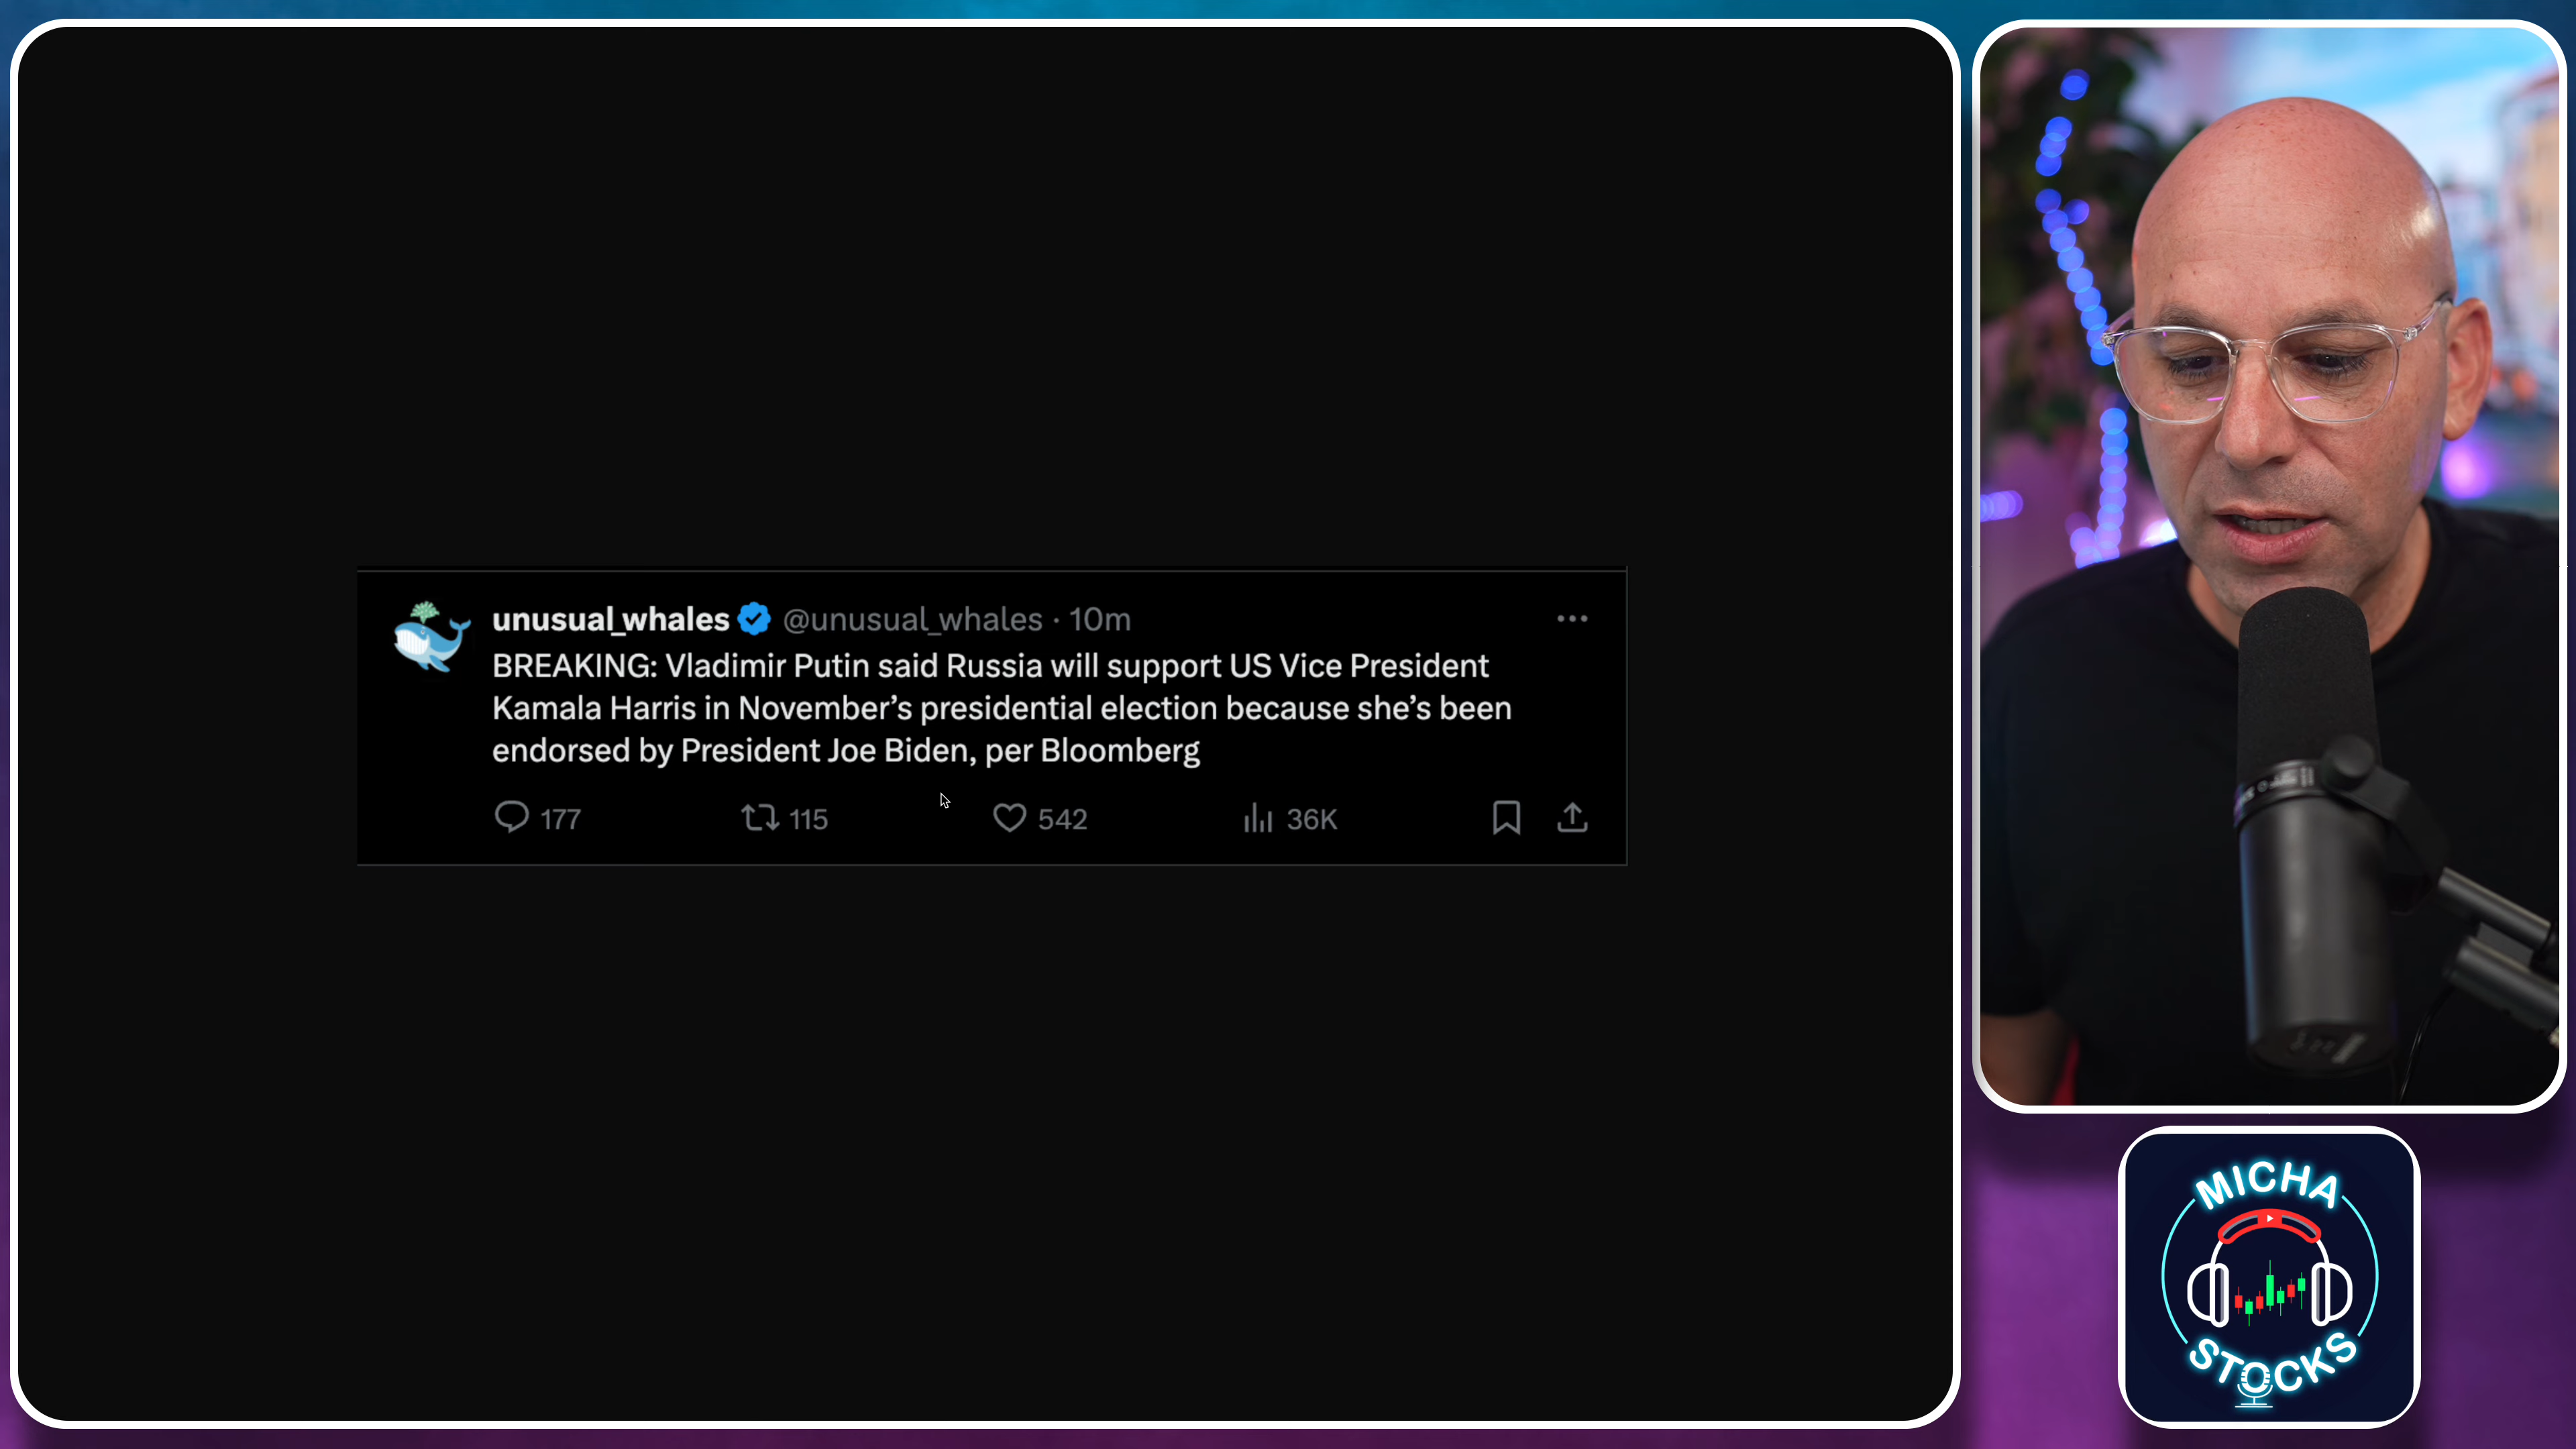 unusual_whales @unusual_whales · 10m
BREAKING: Vladimir Putin said Russia will support US Vice President
Kamala Harris in November’s presidential election because she’s been
endorsed by President Joe Biden, per Bloomberg
177 115 542 36K
MICHA
STOCKS